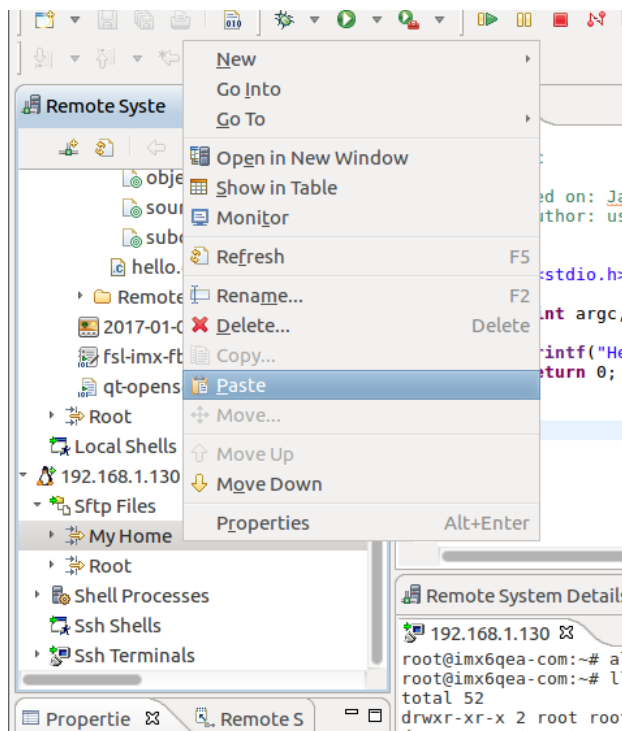 Remote Syste
New
Go Into
Go To
Open in New Window
Show in Table
Monitor
Refresh F5
Rename... F2
Delete... Delete
Copy...
Paste
Move...
Move Up
Move Down
Properties Alt+Enter
obje
sour
subd
hello.
Remote
2017-01-0
fsl-imx-fb
qt-opens
Root
Local Shells
192.168.1.130
Sftp Files
My Home
Root
Shell Processes
Ssh Shells
Ssh Terminals
ed on: Ja
uthor: us
<stdio.h>
int argc,
rintf("He
eturn 0;
Propertie
Remote S
Remote System Details
192.168.1.130
root@imx6qea-com:~# a
root@imx6qea-com:~# l
total 52
drwxr-xr-x 2 root root